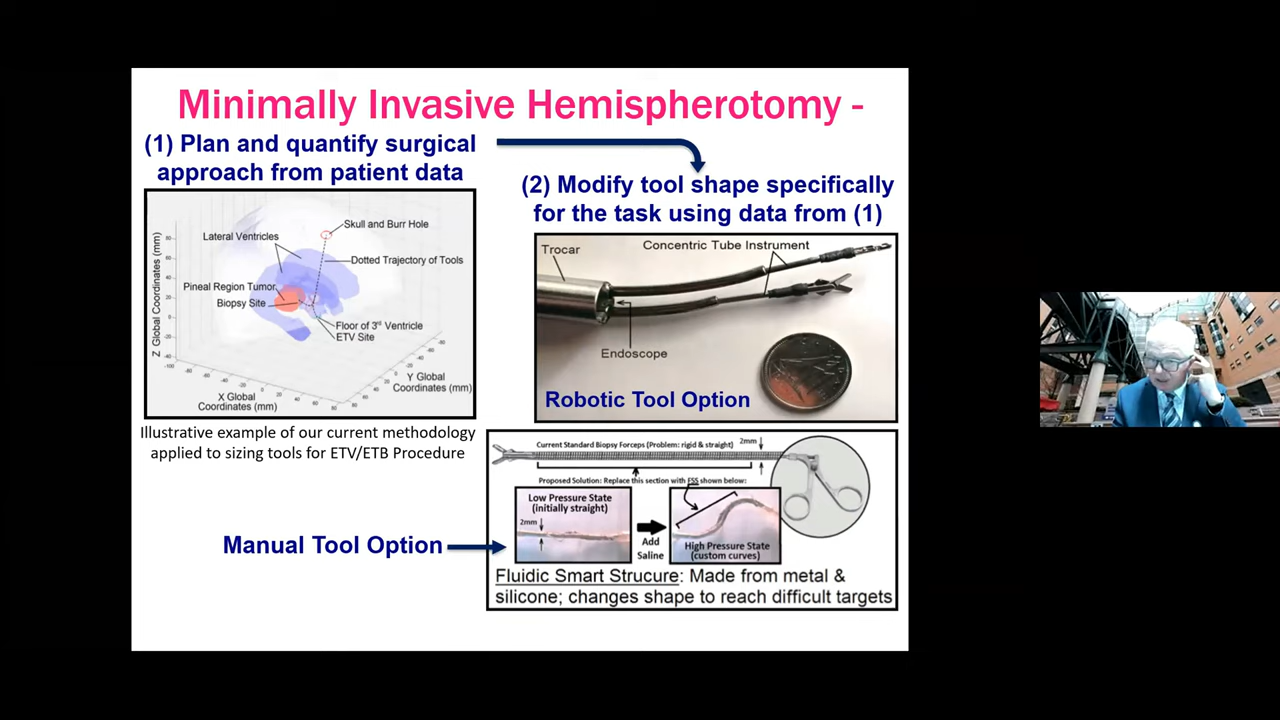 Minimally Invasive Hemispherotomy -
(1) Plan and quantify surgical
approach from patient data
(2) Modify tool shape specifically
for the task using data from (1)
Z Global Coordinates (mm)
Lateral Ventricles
Skull and Burr Hole
Dotted Trajectory of Tools
Pineal Region Tumor
Biopsy Site
Floor of 3rd Ventricle
ETV Site
X Global
Coordinates (mm)
Y Global
Coordinates (mm)
Illustrative example of our current methodology
applied to sizing tools for ETV/ETB Procedure
Trocar
Concentric Tube Instrument
Endoscope
Robotic Tool Option
Current Standard Biopsy Forceps (Problem: rigid & straight)
2mm
Proposed Solution: Replace this section with FSS shown below:
Low Pressure State
(initially straight)
2mm
Add
Saline
High Pressure State
(custom curves)
Manual Tool Option
Fluidic Smart Strucure: Made from metal &
silicone; changes shape to reach difficult targets